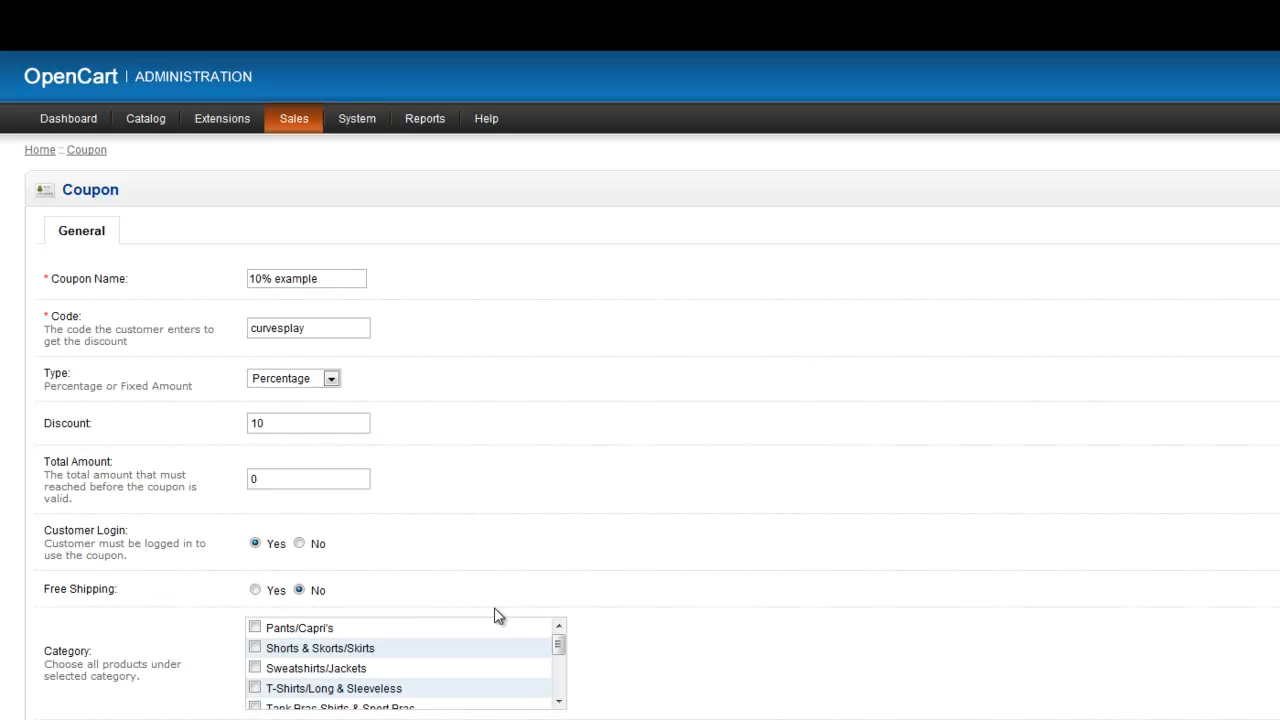 OpenCart | ADMINISTRATION
Dashboard Catalog Extensions Sales System Reports Help
Home :: Coupon
Coupon
General
* Coupon Name: 10% example
* Code:
The code the customer enters to
get the discount
curvesplay
Type:
Percentage or Fixed Amount
Percentage
Discount: 10
Total Amount:
The total amount that must
reached before the coupon is
valid.
0
Customer Login:
Customer must be logged in to
use the coupon.
Yes No
Free Shipping: Yes No
Category:
Choose all products under
selected category.
Pants/Capri's
Shorts & Skorts/Skirts
Sweatshirts/Jackets
T-Shirts/Long & Sleeveless
Tank Bras Shirts & Sport Bras